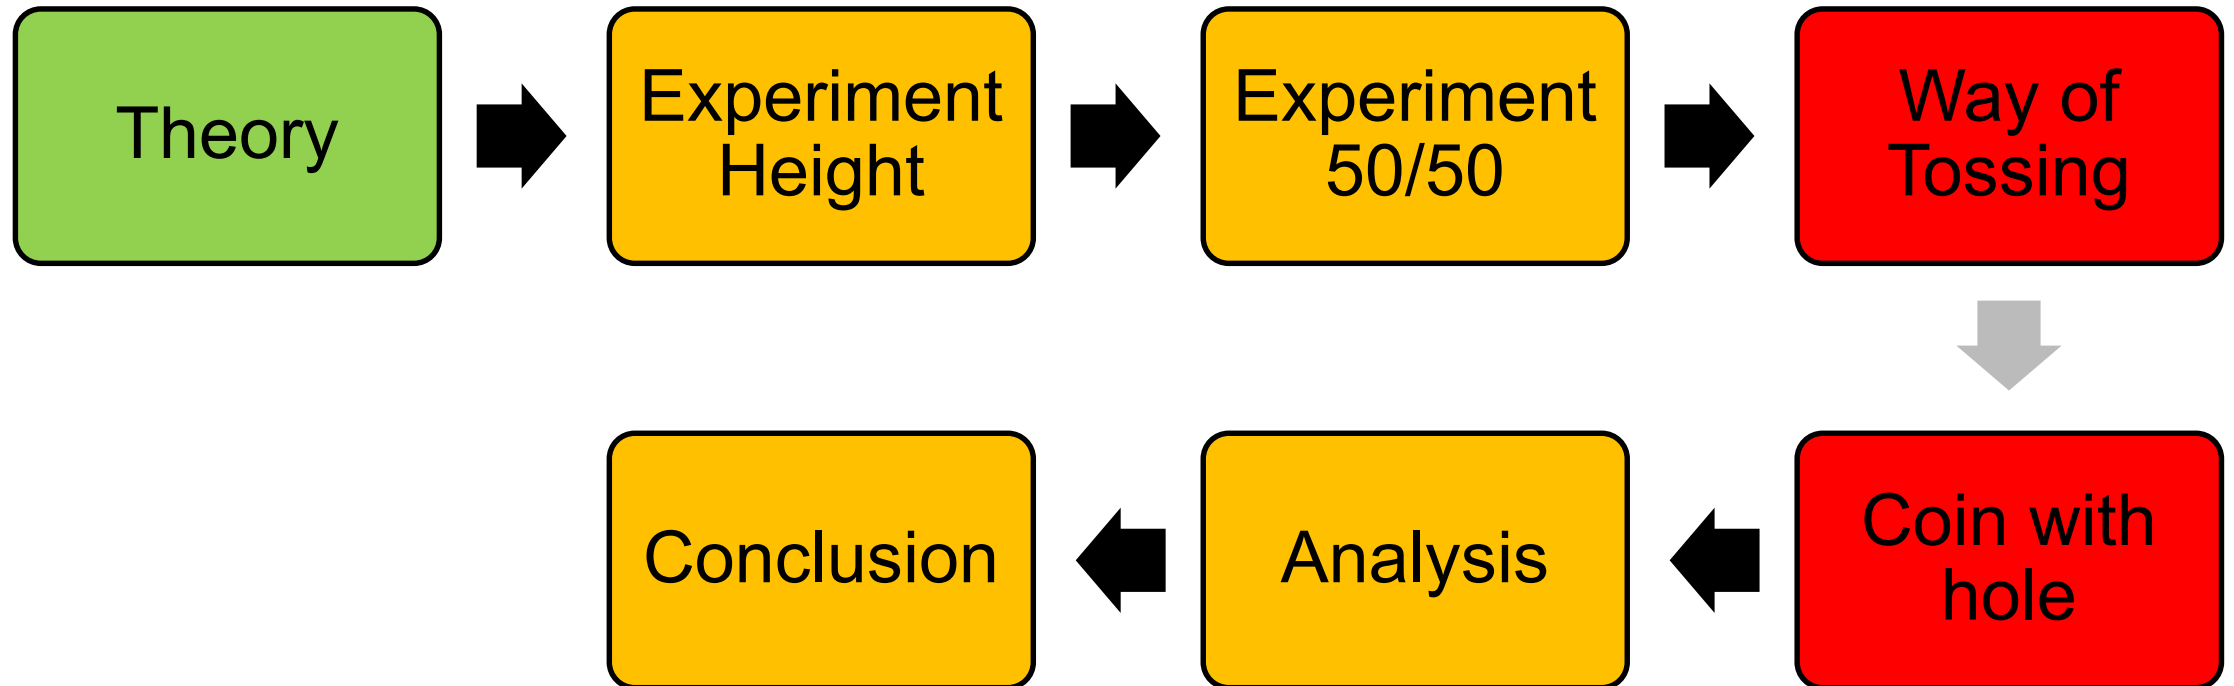 Theory
Experiment
Height
Experiment
50/50
Way of
Tossing
Coin with
hole
Analysis
Conclusion